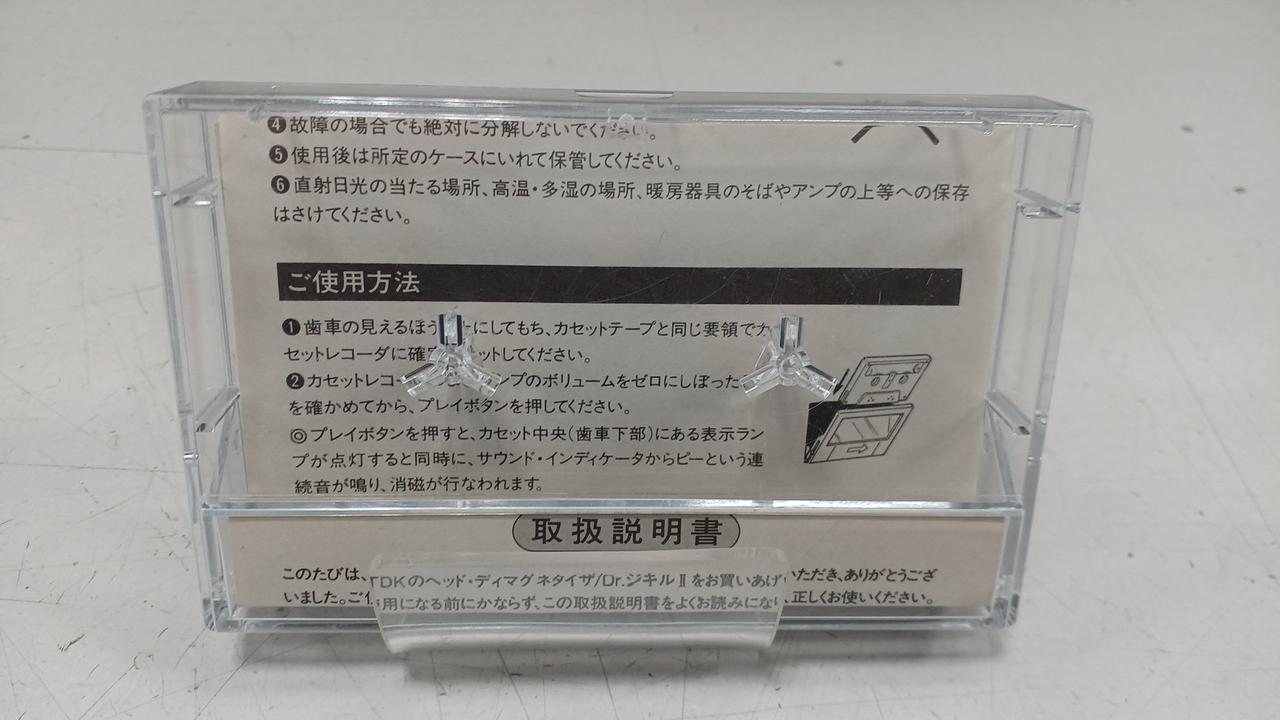 ❹故障の場合でも絶対に分解しないでください。
❺使用後は所定のケースにいれて保管してください。
❻直射日光の当たる場所、高温・多湿の場所、暖房器具のそばやアンプの上等への保存
はさけてください。
ご使用方法
❶歯車の見えるほう にしてもち、カセットテープと同じ要領でカ
セットレコーダに確 ットしてください。
❷カセットレコ ンプのボリュームをゼロにしぼった
を確かめてから、プレイボタンを押してください。
◎プレイボタンを押すと、カセット中央(歯車下部)にある表示ラン
プが点灯すると同時に、サウンド・インディケータからピーという連
続音が鳴り、消磁が行なわれます。
取扱説明書
このたびは、TDKのヘッド・ディマグネタイザ/Dr.ジキルⅡをお買いあげいただき、ありがとうござ
いました。ご 用になる前にかならず、この取扱説明書をよくお読みにな 、正しくお使いください。